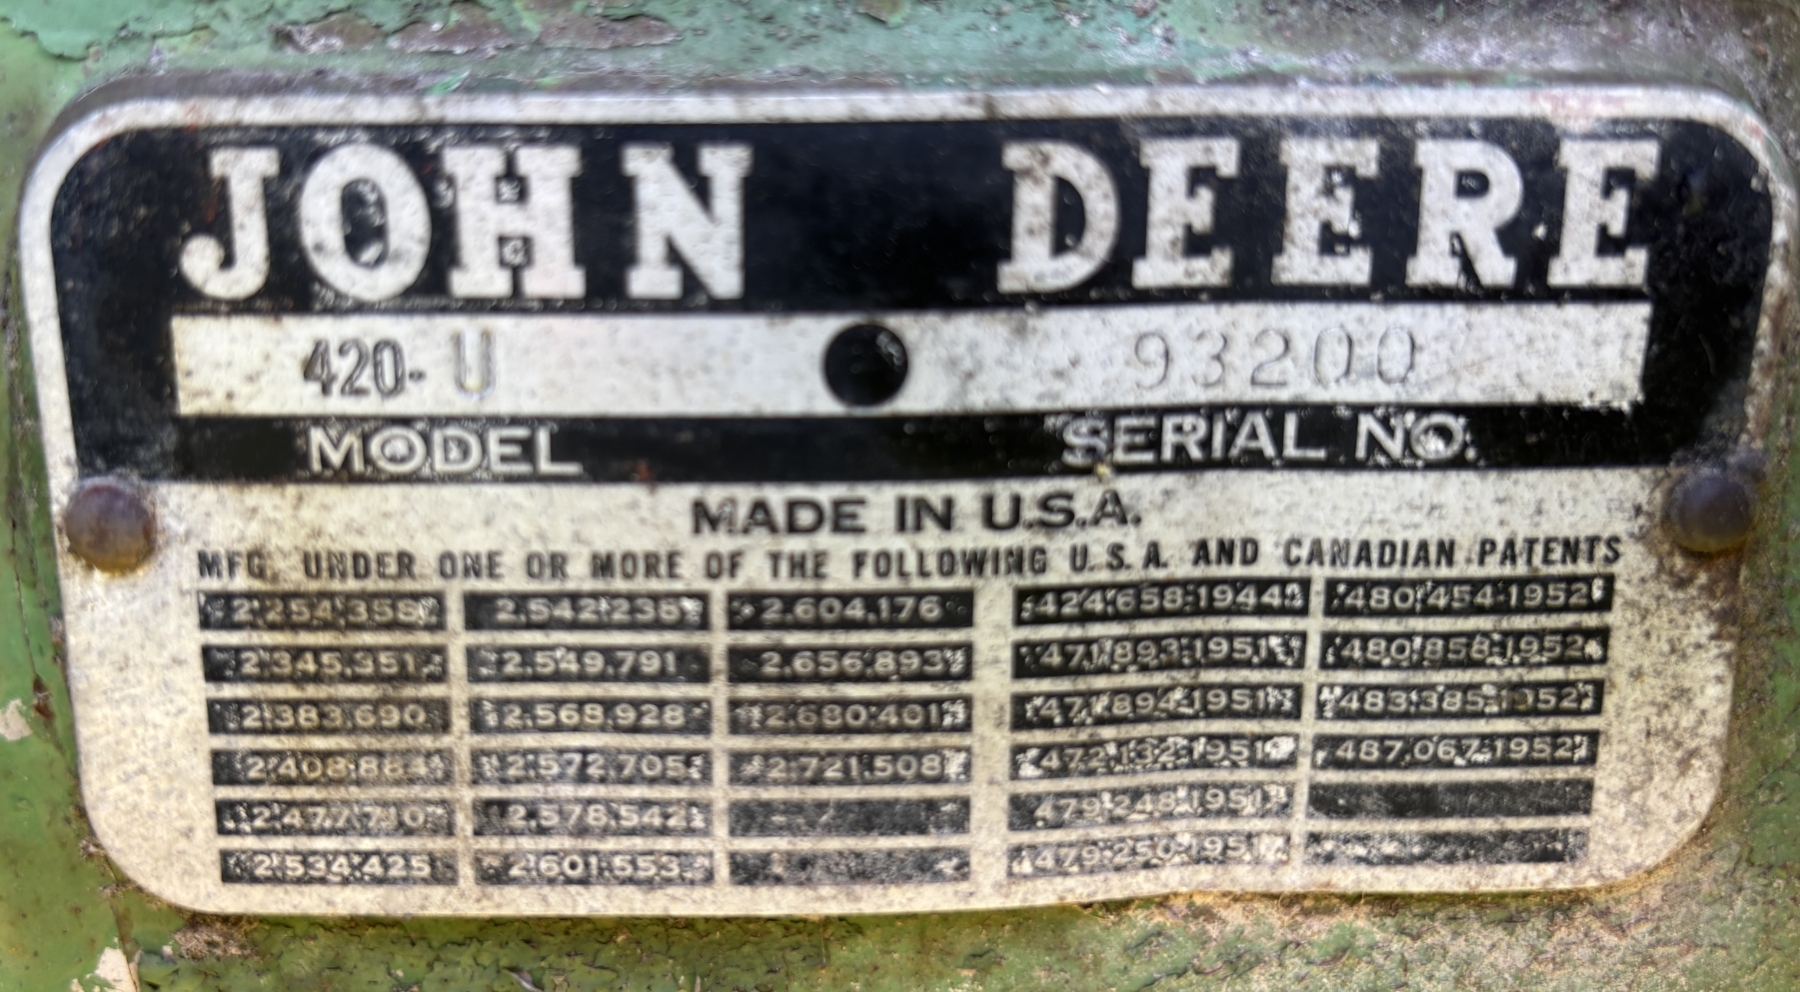 JOHN DEERE
420-U 93200
MODEL SERIAL NO.
MADE IN U.S.A.
MFG. UNDER ONE OR MORE OF THE FOLLOWING U.S.A. AND CANADIAN PATENTS
2.254.358 2.542.238 2.604.176 424.658-1944 480.454-1952
2.345.351 2.549.791 2.656.893 471.893-1951 480.858-1952
2.383.690 2.568.928 2.680.401 471.894-1951 483.385-1952
2.408.884 2.572.705 2.721.508 472.132-1951 487.067-1952
2.578.542 479.248-1951
2.534.425 2.601.553 479.250-1951